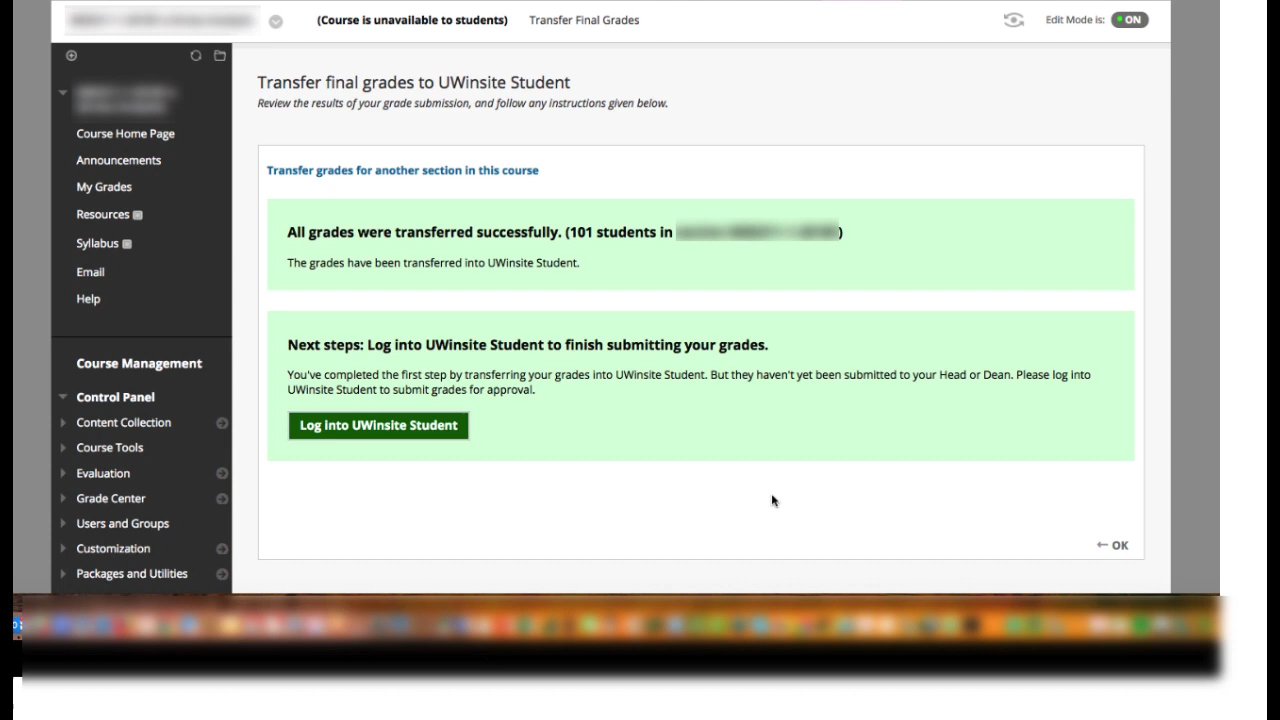 (Course is unavailable to students) Transfer Final Grades Edit Mode is: ON
Transfer final grades to UWinsite Student
Review the results of your grade submission, and follow any instructions given below.
Course Home Page
Announcements
My Grades
Resources
Syllabus
Email
Help
Course Management
Control Panel
Content Collection
Course Tools
Evaluation
Grade Center
Users and Groups
Customization
Packages and Utilities
Transfer grades for another section in this course
All grades were transferred successfully. (101 students in )
The grades have been transferred into UWinsite Student.
Next steps: Log into UWinsite Student to finish submitting your grades.
You've completed the first step by transferring your grades into UWinsite Student. But they haven't yet been submitted to your Head or Dean. Please log into
UWinsite Student to submit grades for approval.
Log into UWinsite Student
OK